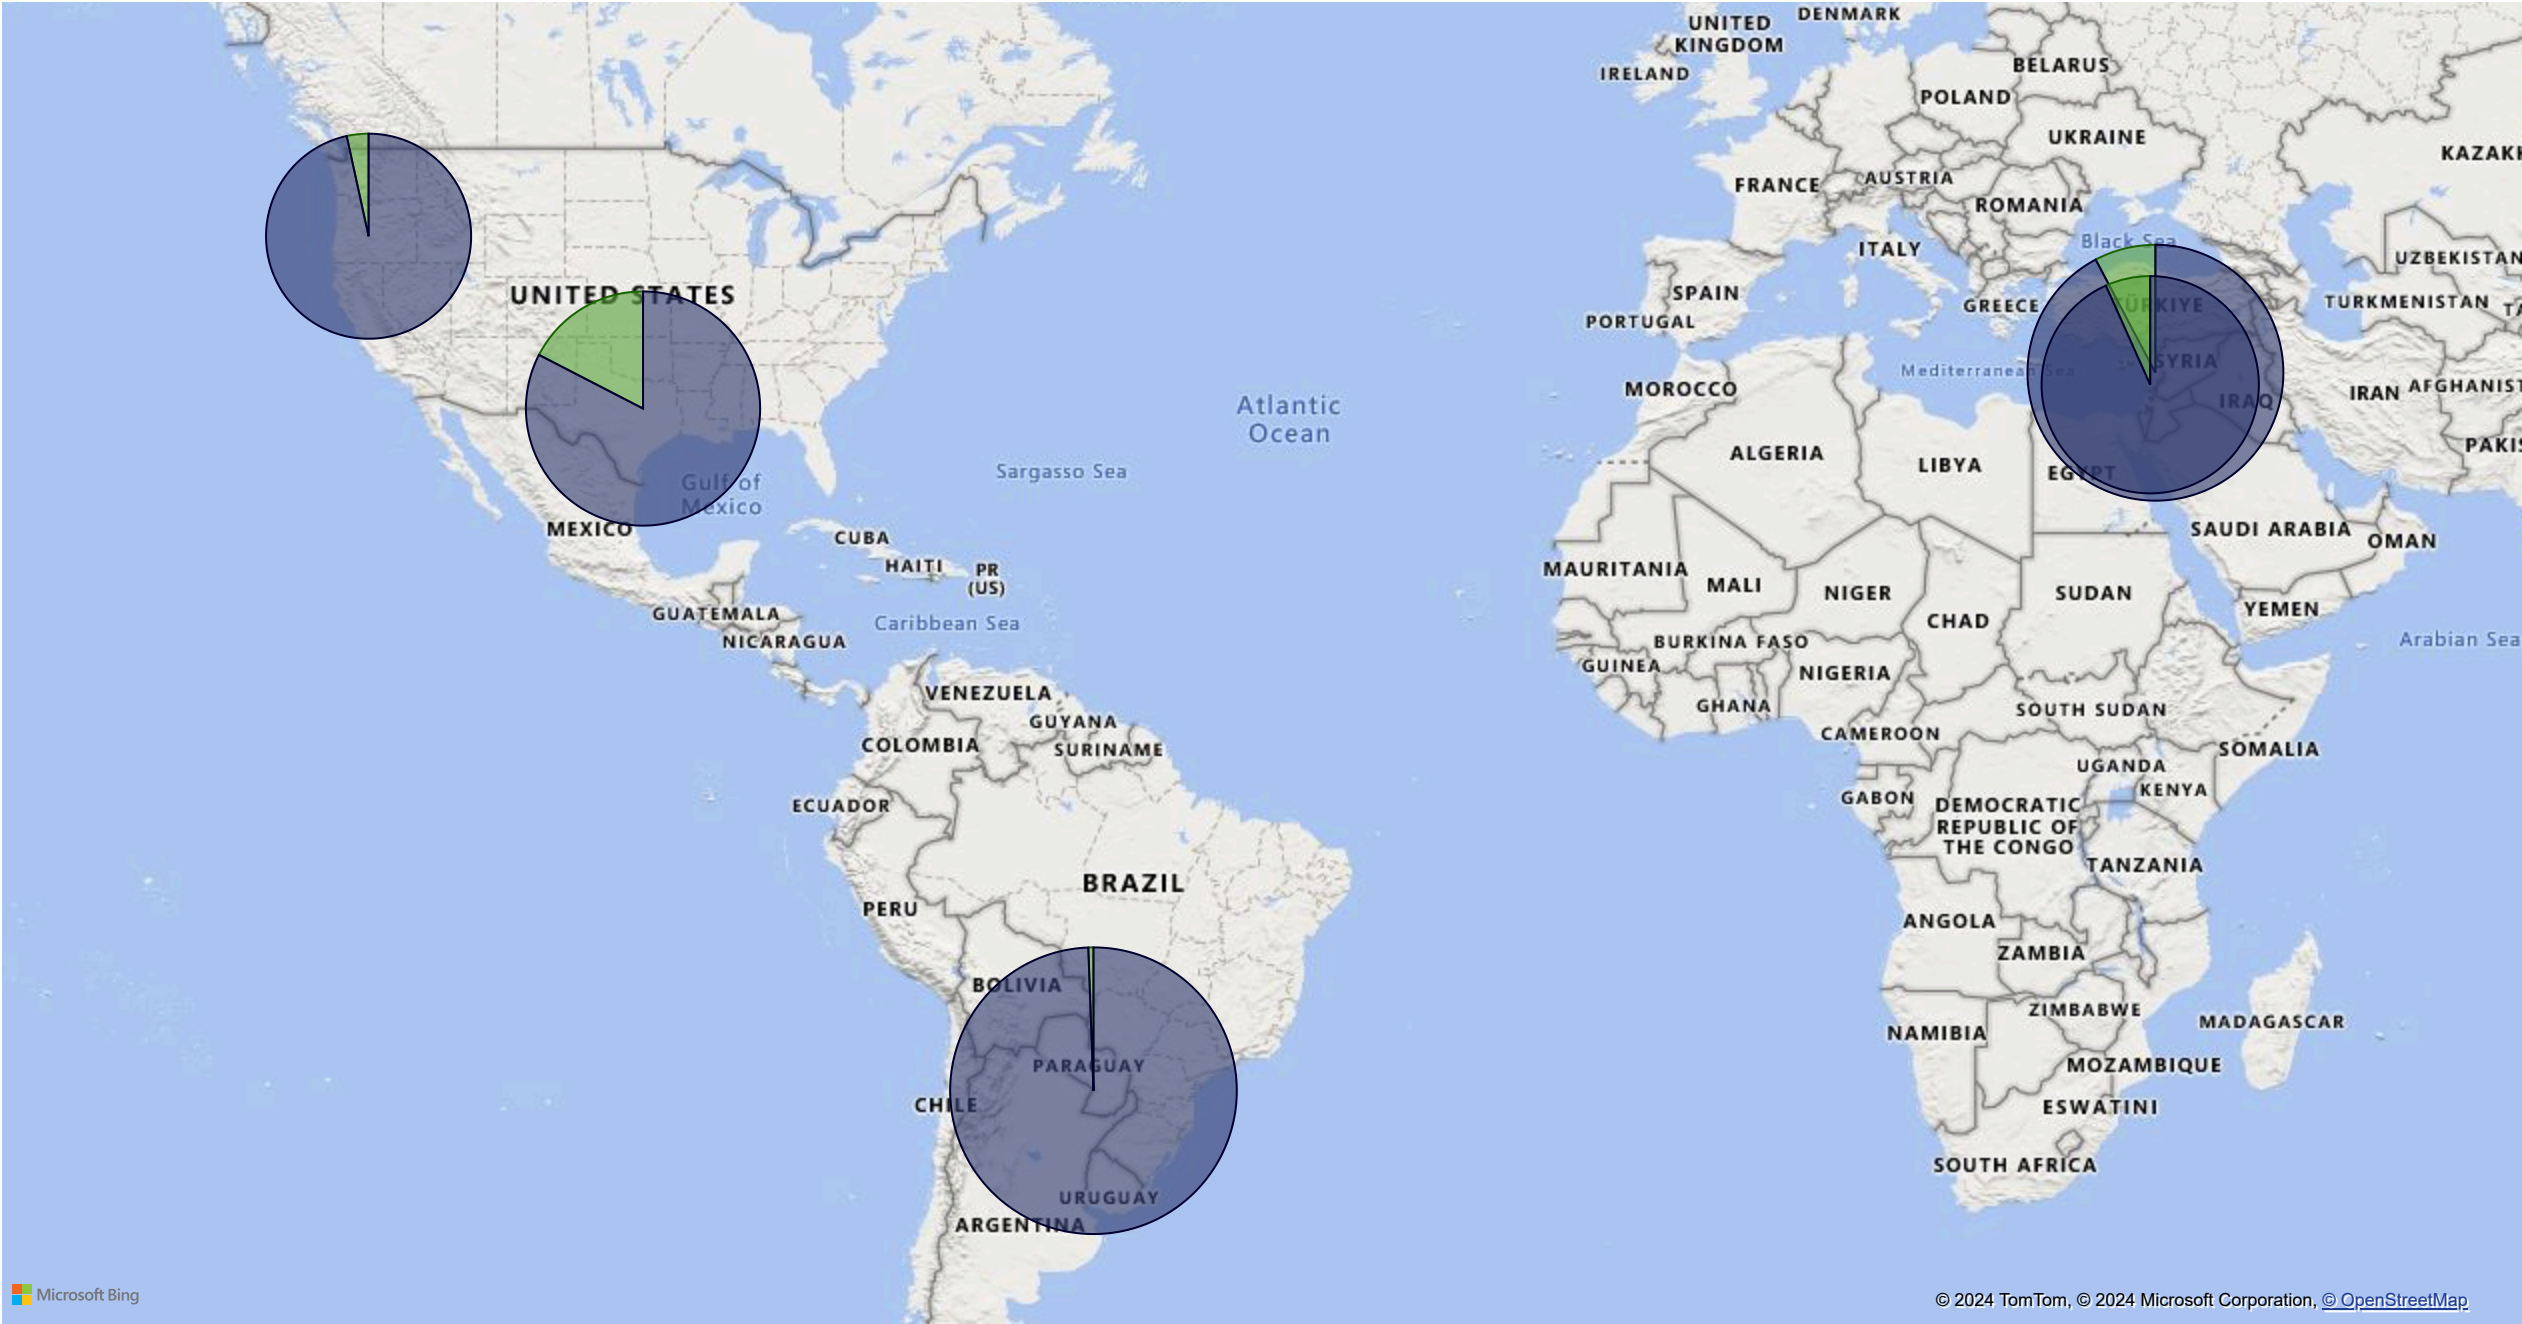 UNITED
KINGDOM
DENMARK
IRELAND
BELARUS
POLAND
UKRAINE
KAZAKH
FRANCE
AUSTRIA
ROMANIA
ITALY
Black Sea
UZBEKISTAN
SPAIN
GREECE
TÜRKIYE
TURKMENISTAN
PORTUGAL
UNITED STATES
Mediterranean Sea
SYRIA
MOROCCO
IRAQ
IRAN
AFGHANIST
Atlantic
Ocean
ALGERIA
LIBYA
EGYPT
PAKIS
Sargasso Sea
Gulf of
Mexico
MEXICO
CUBA
HAITI
PR
(US)
SAUDI ARABIA
OMAN
MAURITANIA
MALI
NIGER
SUDAN
YEMEN
GUATEMALA
Caribbean Sea
CHAD
NICARAGUA
BURKINA FASO
Arabian Sea
GUINEA
NIGERIA
VENEZUELA
GHANA
SOUTH SUDAN
GUYANA
COLOMBIA
SURINAME
CAMEROON
SOMALIA
UGANDA
KENYA
ECUADOR
GABON
DEMOCRATIC
REPUBLIC OF
THE CONGO
TANZANIA
BRAZIL
PERU
ANGOLA
ZAMBIA
BOLIVIA
ZIMBABWE
MADAGASCAR
NAMIBIA
PARAGUAY
MOZAMBIQUE
CHILE
ESWATINI
SOUTH AFRICA
URUGUAY
ARGENTINA
Microsoft Bing
© 2024 TomTom, © 2024 Microsoft Corporation, © OpenStreetMap